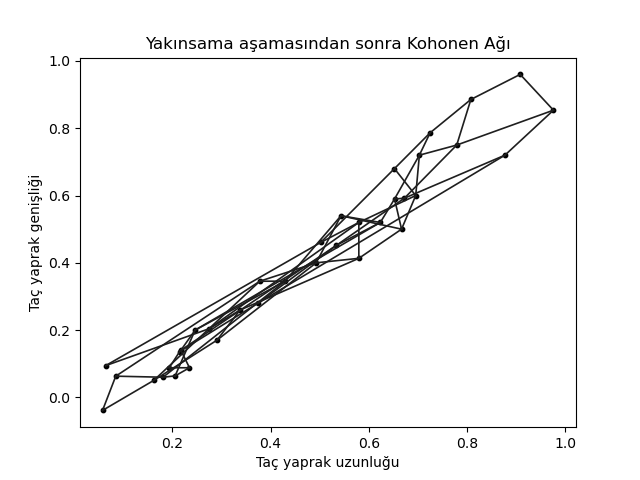 Yakınsama aşamasından sonra Kohonen Ağı
1.0
0.8
0.6
0.4
0.2
0.0
Taç yaprak genişliği
0.2 0.4 0.6 0.8 1.0
Taç yaprak uzunluğu